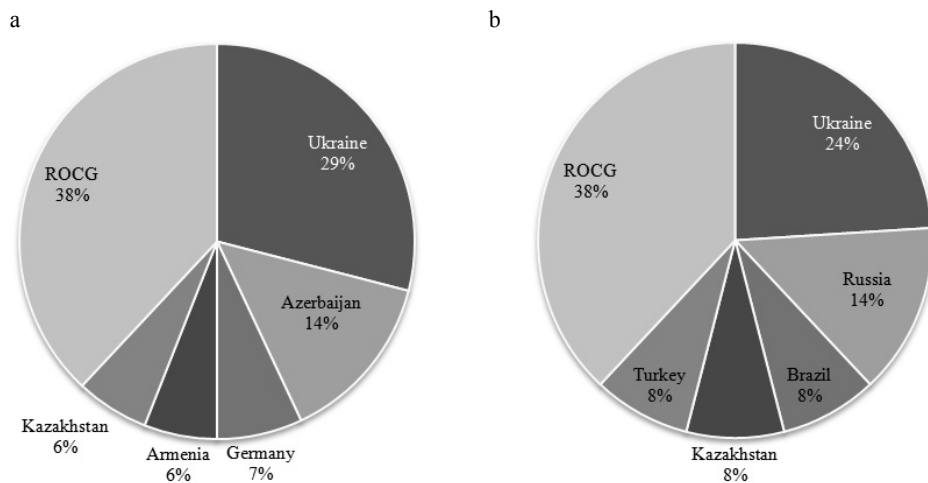 a
Ukraine
29%
Azerbaijan
14%
Germany
7%
Armenia
6%
Kazakhstan
6%
ROCG
38%
b
Ukraine
24%
Russia
14%
Brazil
8%
Kazakhstan
8%
Turkey
8%
ROCG
38%